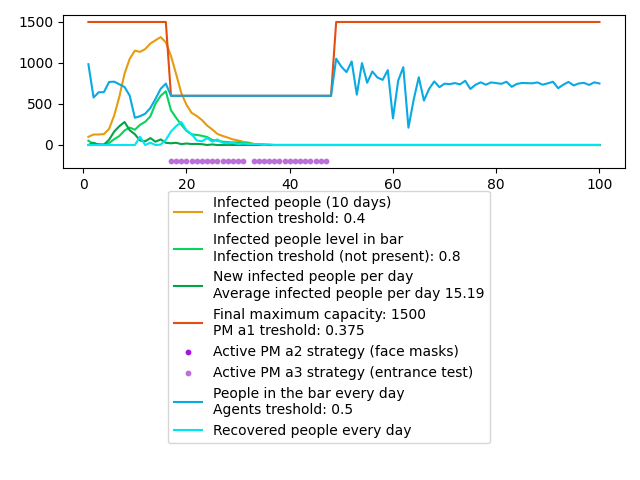 1500
1000
500
0
0 20 40 60 80 100
Infected people (10 days)
Infection treshold: 0.4
Infected people level in bar
Infection treshold (not present): 0.8
New infected people per day
Average infected people per day 15.19
Final maximum capacity: 1500
PM a1 treshold: 0.375
Active PM a2 strategy (face masks)
Active PM a3 strategy (entrance test)
People in the bar every day
Agents treshold: 0.5
Recovered people every day